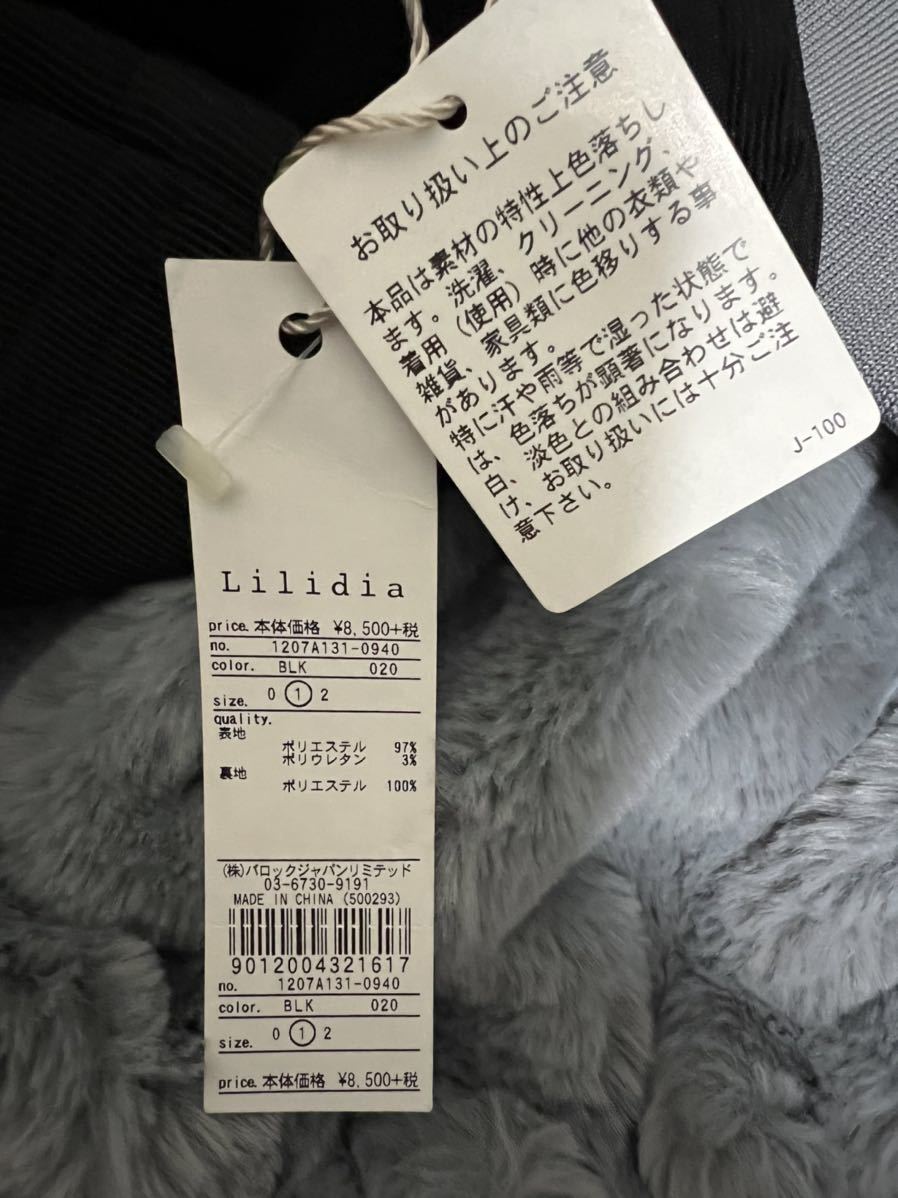 お取り扱い上のご注意
本品は素材の特性上色落ちし
ます。洗濯、クリーニング、
着用（使用）時に他の衣類や
雑貨、家具類に色移りする事
があります。
特に汗や雨等で湿った状態で
は、色落ちが顕著になります。
白、淡色との組み合わせは避
け、お取り扱いには十分ご注
意下さい。
J-100
Lilidia
price. 本体価格 ¥8,500+税
no. 1207A131-0940
color. BLK 020
size. 0 1 2
quality.
表地
ポリエステル 97%
ポリウレタン 3%
裏地
ポリエステル 100%
(株)バロックジャパンリミテッド
03-6730-9191
MADE IN CHINA (500293)
9012004321617
no. 1207A131-0940
color. BLK 020
size. 0 1 2
price. 本体価格 ¥8,500+税